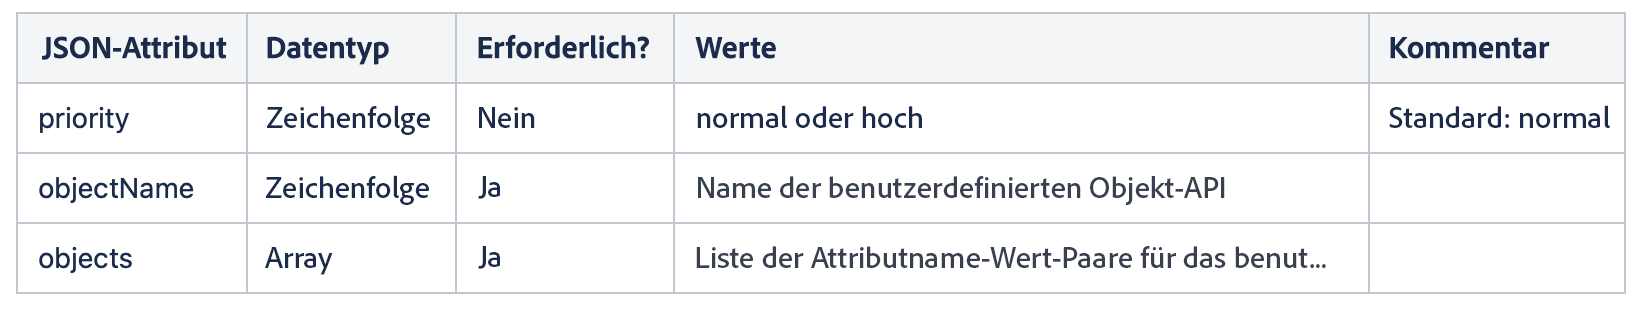 JSON-Attribut Datentyp Erforderlich? Werte Kommentar
priority Zeichenfolge Nein normal oder hoch Standard: normal
objectName Zeichenfolge Ja Name der benutzerdefinierten Objekt-API
objects Array Ja Liste der Attributname-Wert-Paare für das benut...